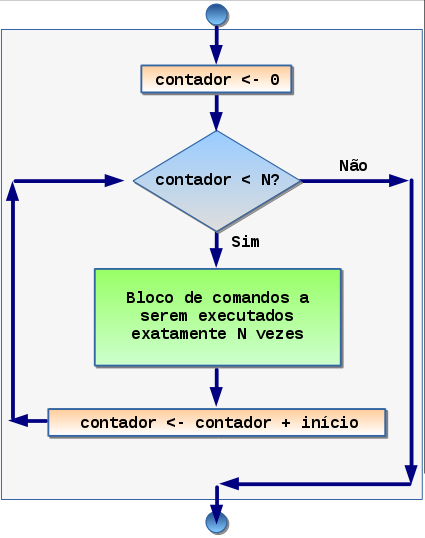 contador <- 0
contador < N?
Não
Sim
Bloco de comandos a
serem executados
exatamente N vezes
contador <- contador + início